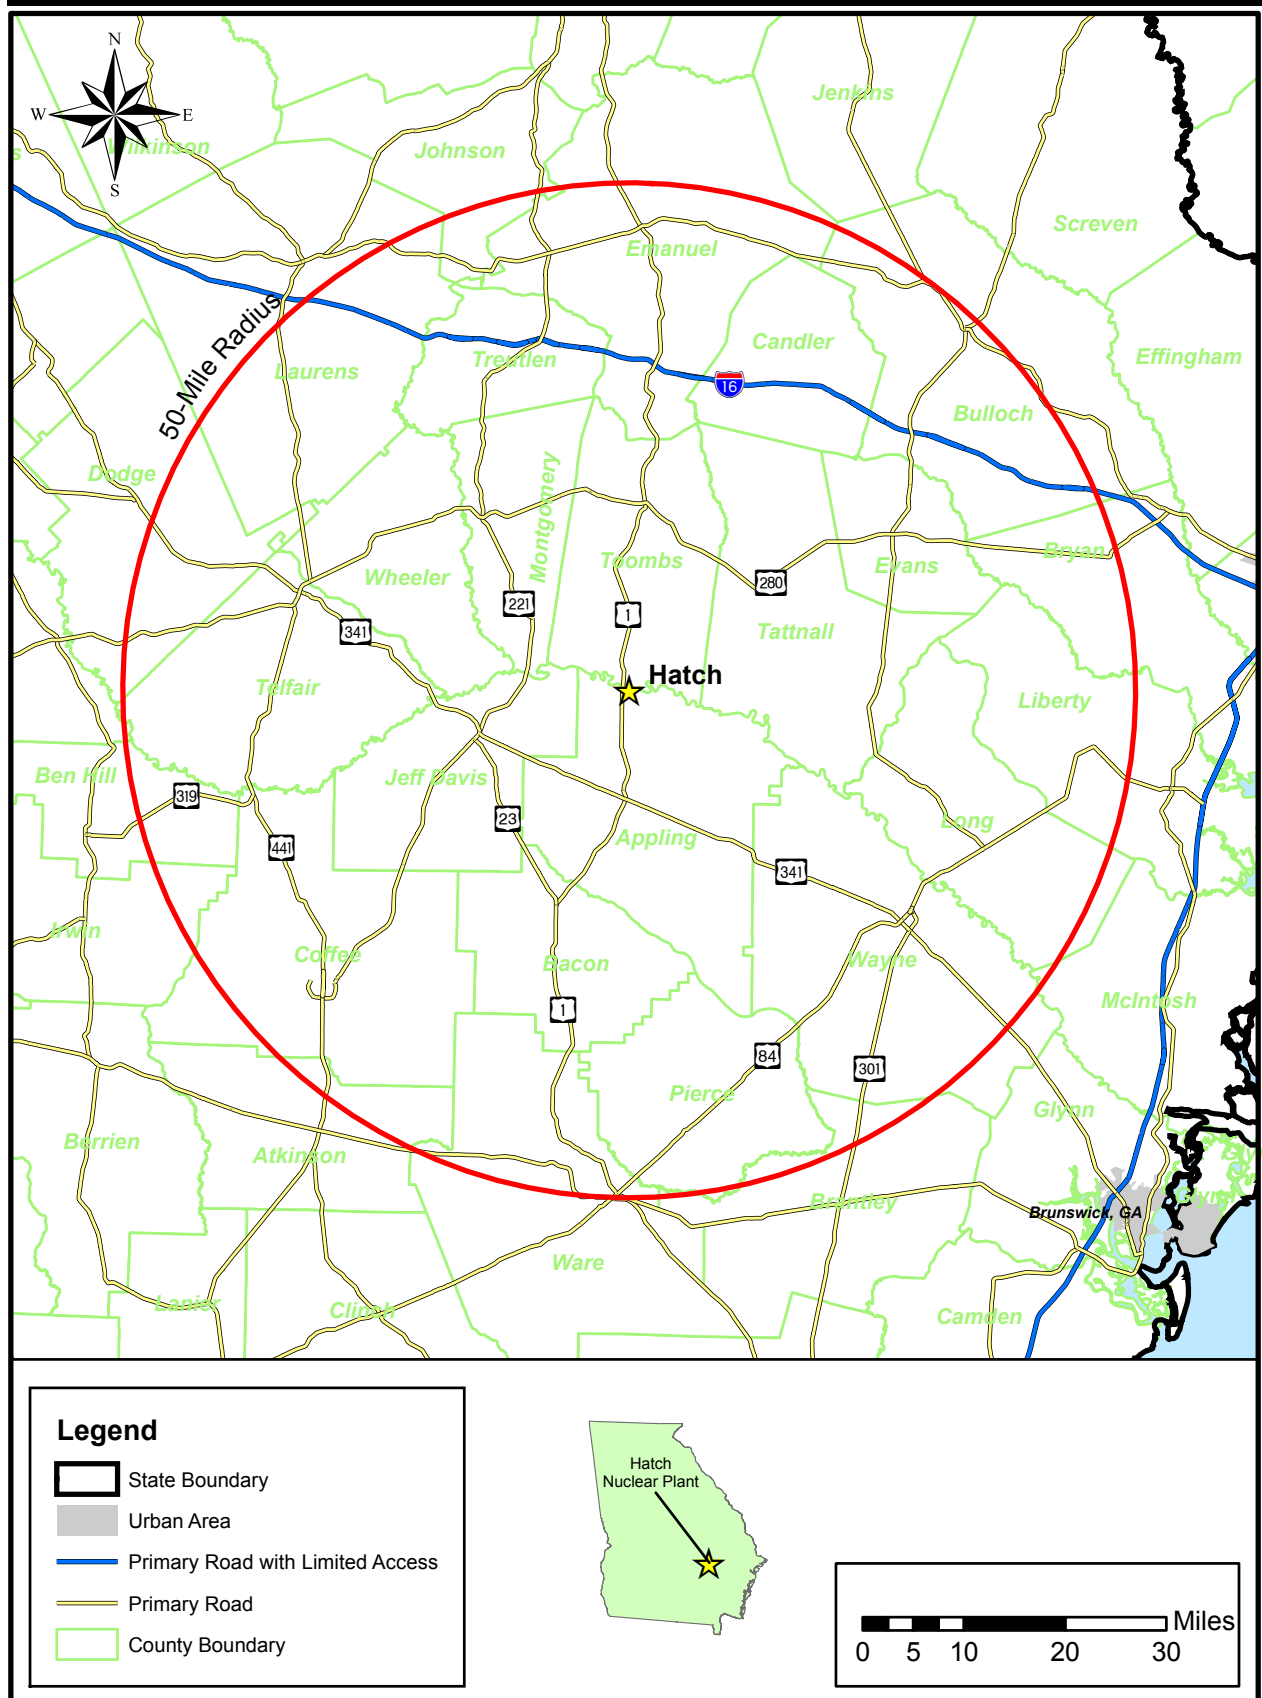 N
W
E
S
s
Wilkinson
Johnson
Jenkins
Screven
Emanuel
50-Mile Radius
Laurens
Treutlen
Candler
Effingham
16
Bulloch
Dodge
Montgomery
Wheeler
Toombs
280
Evans
Bryan
221
1
341
Tattnall
Hatch
Telfair
Liberty
Ben Hill
Jeff Davis
319
23
441
Appling
Long
341
Irwin
Coffee
Bacon
Wayne
McIntosh
1
84
301
Pierce
Glynn
Berrien
Atkinson
Gly
Brantley
Glynn
Brunswick, GA
Ware
Lanier
Clinch
Camden
Legend
State Boundary
Urban Area
Primary Road with Limited Access
Primary Road
County Boundary
Hatch
Nuclear Plant
Miles
0 5 10 20 30